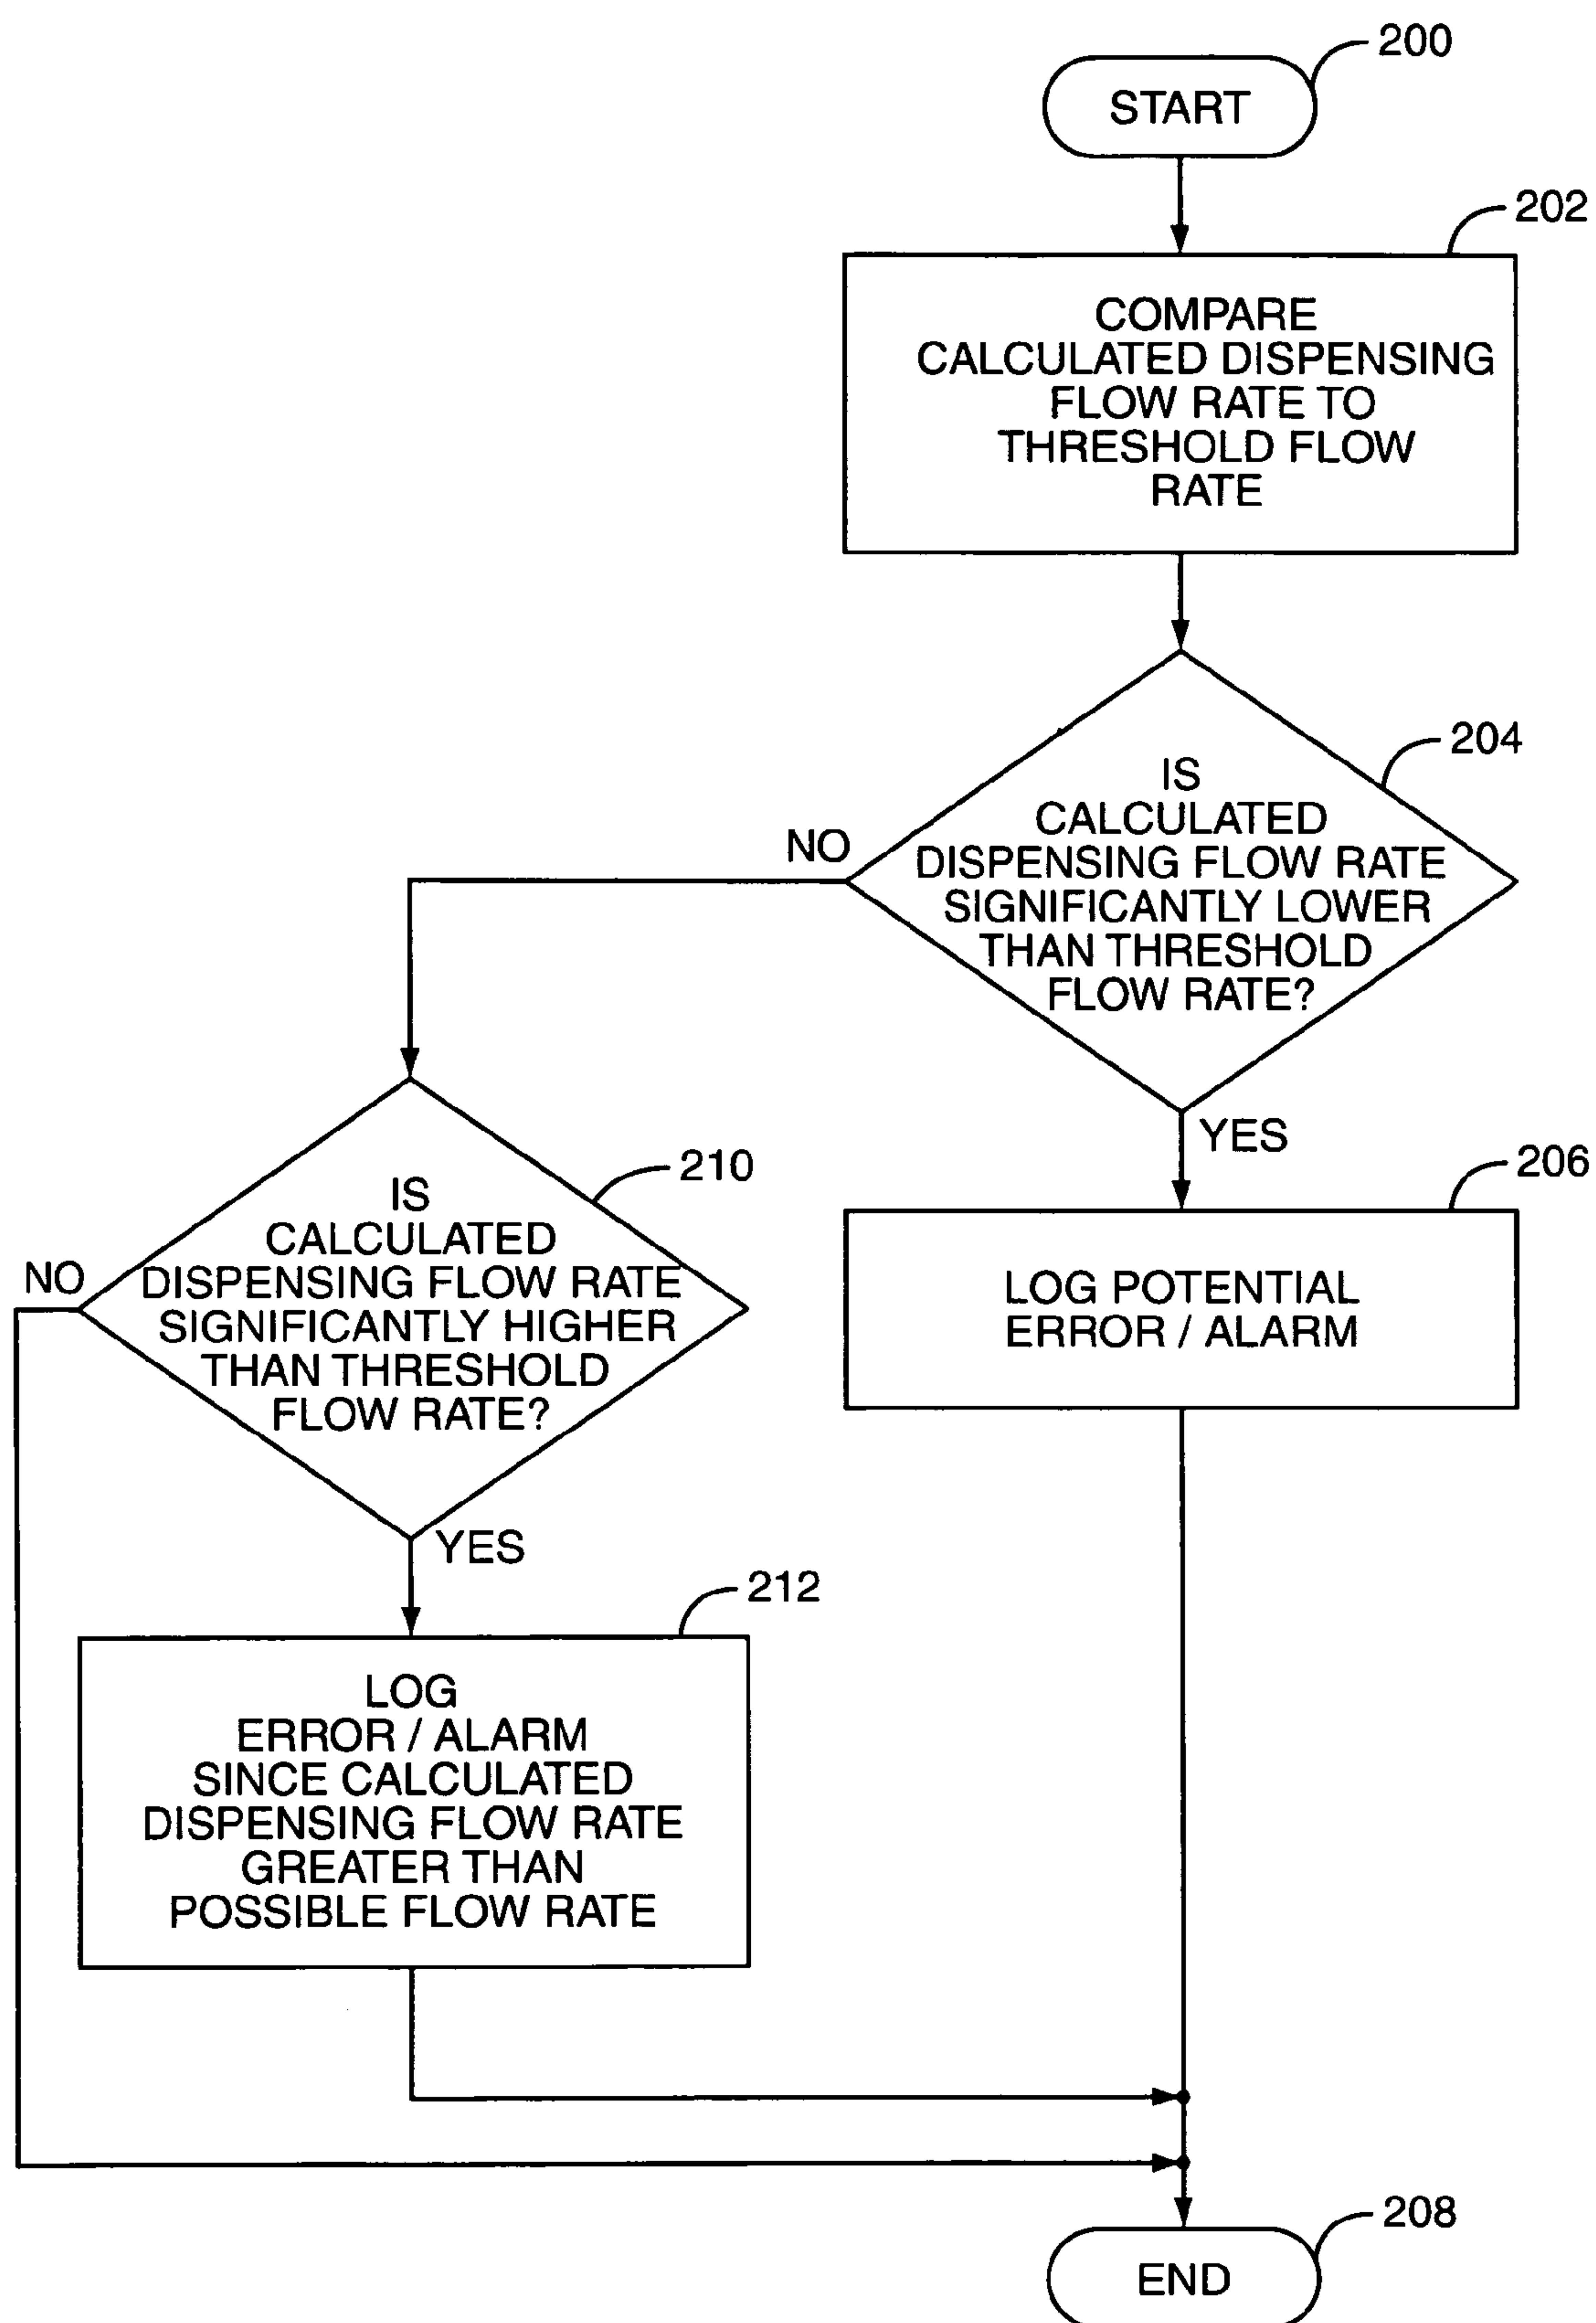 200
START
202
COMPARE
CALCULATED DISPENSING
FLOW RATE TO
THRESHOLD FLOW
RATE
204
IS
CALCULATED
DISPENSING FLOW RATE
SIGNIFICANTLY LOWER
THAN THRESHOLD
FLOW RATE?
NO
YES
206
LOG POTENTIAL
ERROR / ALARM
210
IS
CALCULATED
DISPENSING FLOW RATE
SIGNIFICANTLY HIGHER
THAN THRESHOLD
FLOW RATE?
NO
YES
212
LOG
ERROR / ALARM
SINCE CALCULATED
DISPENSING FLOW RATE
GREATER THAN
POSSIBLE FLOW RATE
208
END